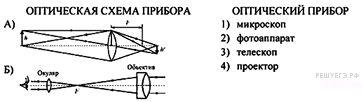 ОПТИЧЕСКАЯ СХЕМА ПРИБОРА
А)
h
F
h'
Б)
Окуляр
Объектив
F
ОПТИЧЕСКИЙ ПРИБОР
1) микроскоп
2) фотоаппарат
3) телескоп
4) проектор
РЕШУЕГЭ.РФ